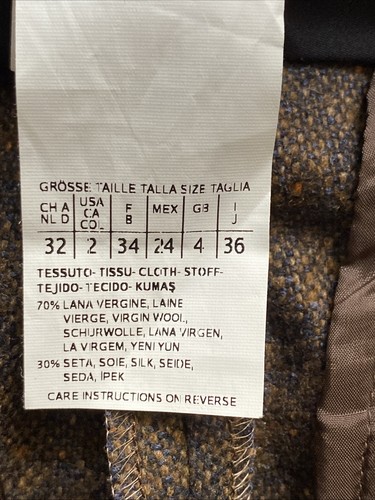 GRÖSSE TAILLE TALLA SIZE TAGLIA
CH A NL D USA CA COL F B MEX GB I J
32 2 34 24 4 36
TESSUTO- TISSU- CLOTH- STOFF-
TEJIDO- TECIDO- KUMAŞ
70% LANA VERGINE, LAINE
VIERGE, VIRGIN WOOL,
SCHURWOLLE, LANA VIRGEN,
LA VIRGEM, YENI YUN
30% SETA, SOIE, SILK, SEIDE,
SEDA, İPEK
CARE INSTRUCTIONS ON REVERSE